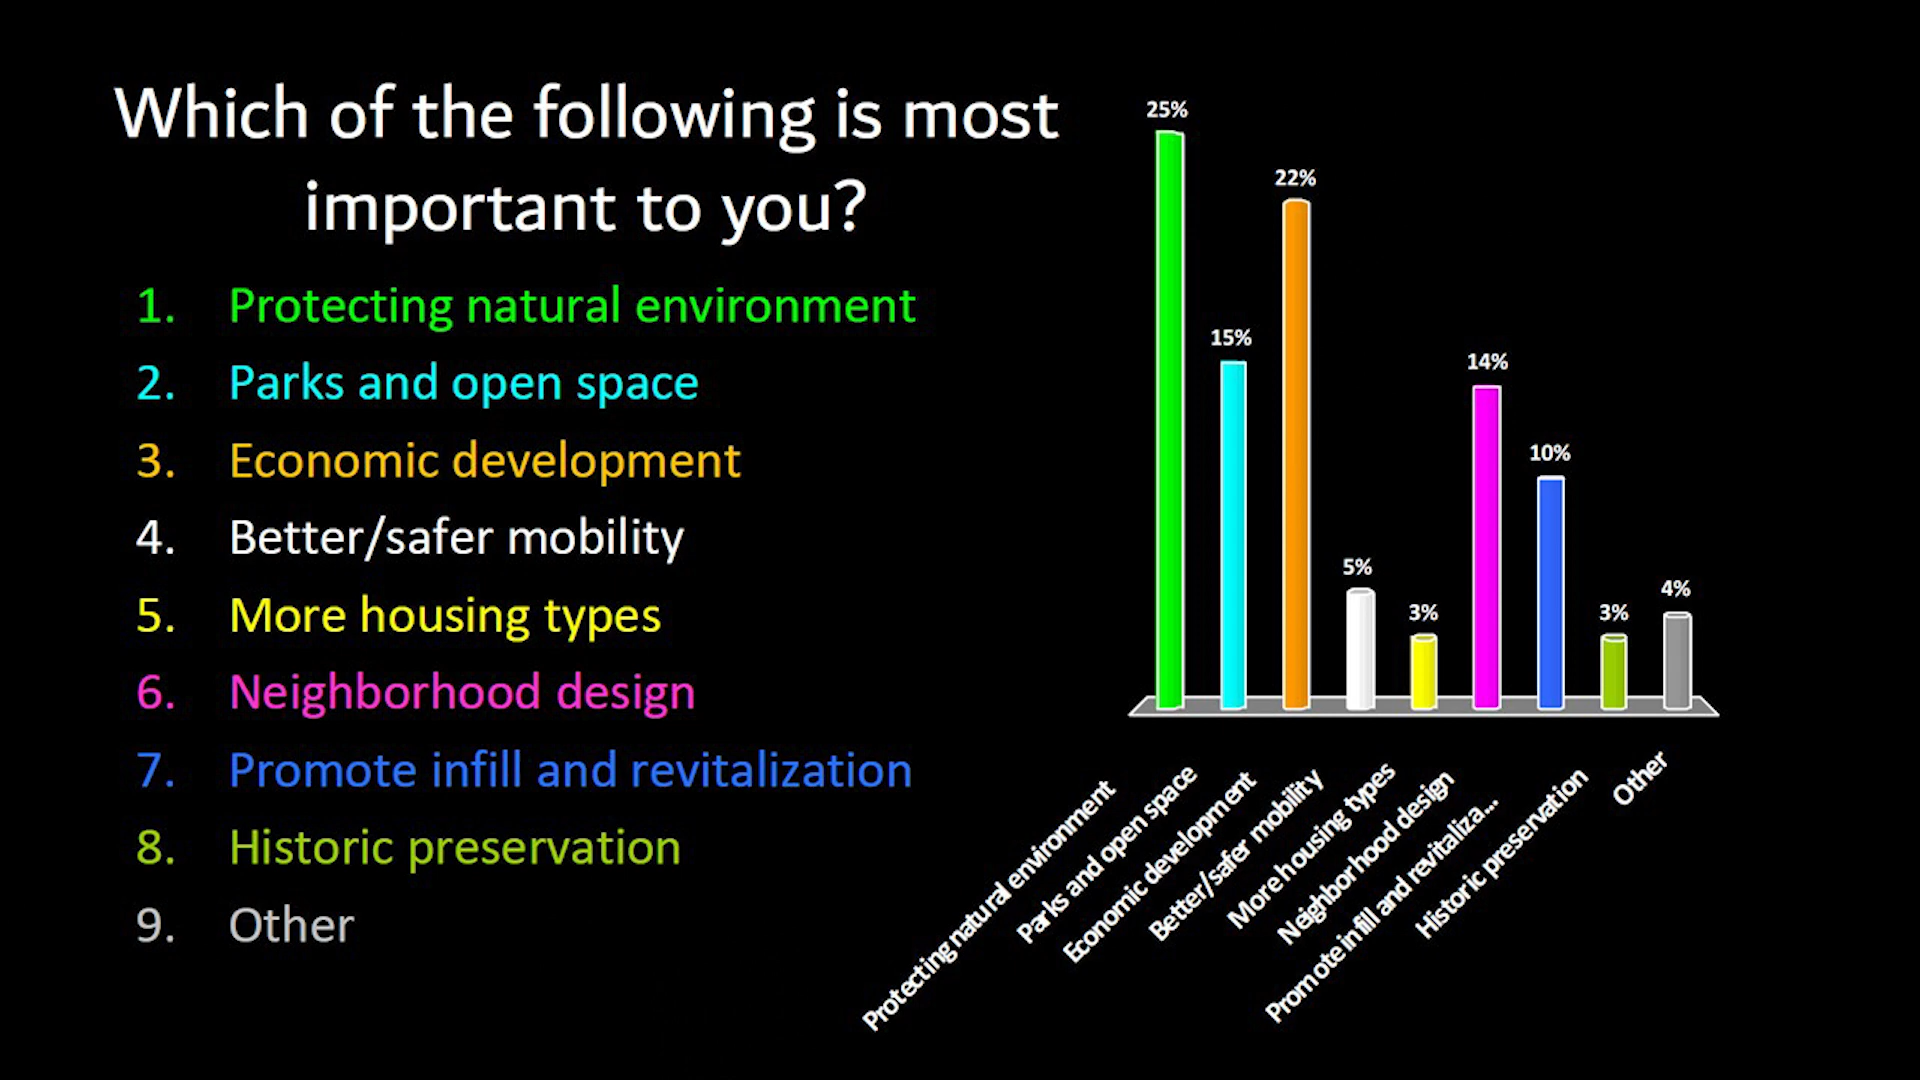 Which of the following is most
important to you?
1. Protecting natural environment
2. Parks and open space
3. Economic development
4. Better/safer mobility
5. More housing types
6. Neighborhood design
7. Promote infill and revitalization
8. Historic preservation
9. Other
25%
15%
22%
5%
3%
14%
10%
3%
4%
Protecting natural environment
Parks and open space
Economic development
Better/safer mobility
More housing types
Neighborhood design
Promote infill and revitaliza...
Historic preservation
Other